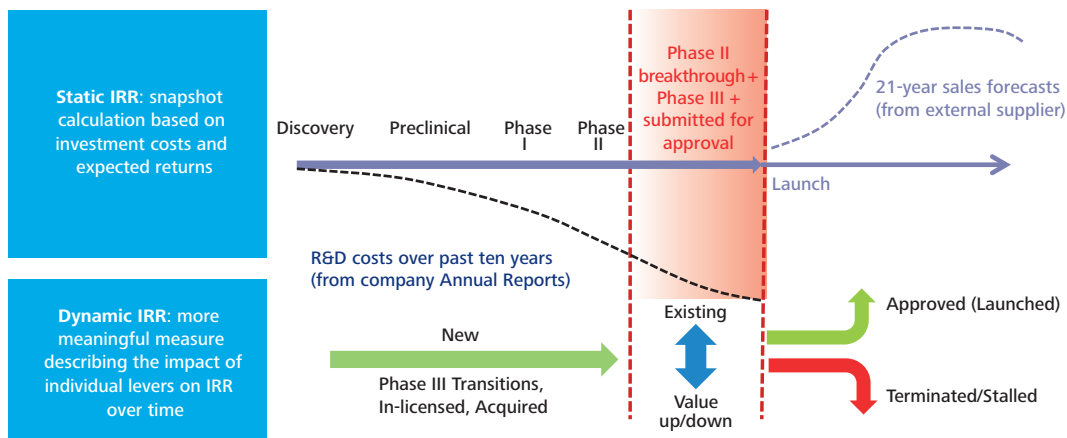 Static IRR: snapshot
calculation based on
investment costs and
expected returns
Discovery
Preclinical
Phase
I
Phase
II
Phase II
breakthrough+
Phase III +
submitted for
approval
21-year sales forecasts
(from external supplier)
Launch
R&D costs over past ten years
(from company Annual Reports)
Dynamic IRR: more
meaningful measure
describing the impact of
individual levers on IRR
over time
New
Phase III Transitions,
In-licensed, Acquired
Existing
Value
up/down
Approved (Launched)
Terminated/Stalled